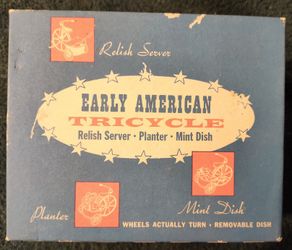 Relish Server
EARLY AMERICAN
TRICYCLE
Relish Server • Planter • Mint Dish
Planter
Mint Dish
WHEELS ACTUALLY TURN • REMOVABLE DISH